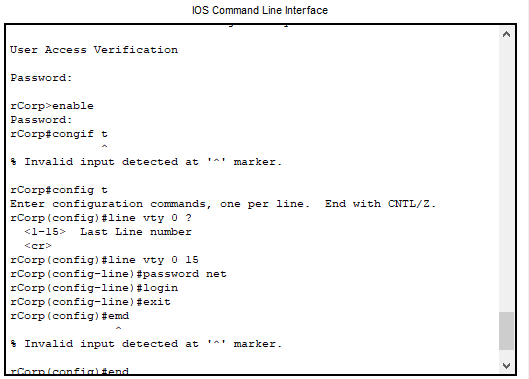 IOS Command Line Interface
User Access Verification
Password:
rCorp>enable
Password:
rCorp#congif t
^
% Invalid input detected at '^' marker.
rCorp#config t
Enter configuration commands, one per line.  End with CNTL/Z.
rCorp(config)#line vty 0 ?
<1-15>  Last Line number
<cr>
rCorp(config)#line vty 0 15
rCorp(config-line)#password net
rCorp(config-line)#login
rCorp(config-line)#exit
rCorp(config)#emd
^
% Invalid input detected at '^' marker.
rCorp(config)#end